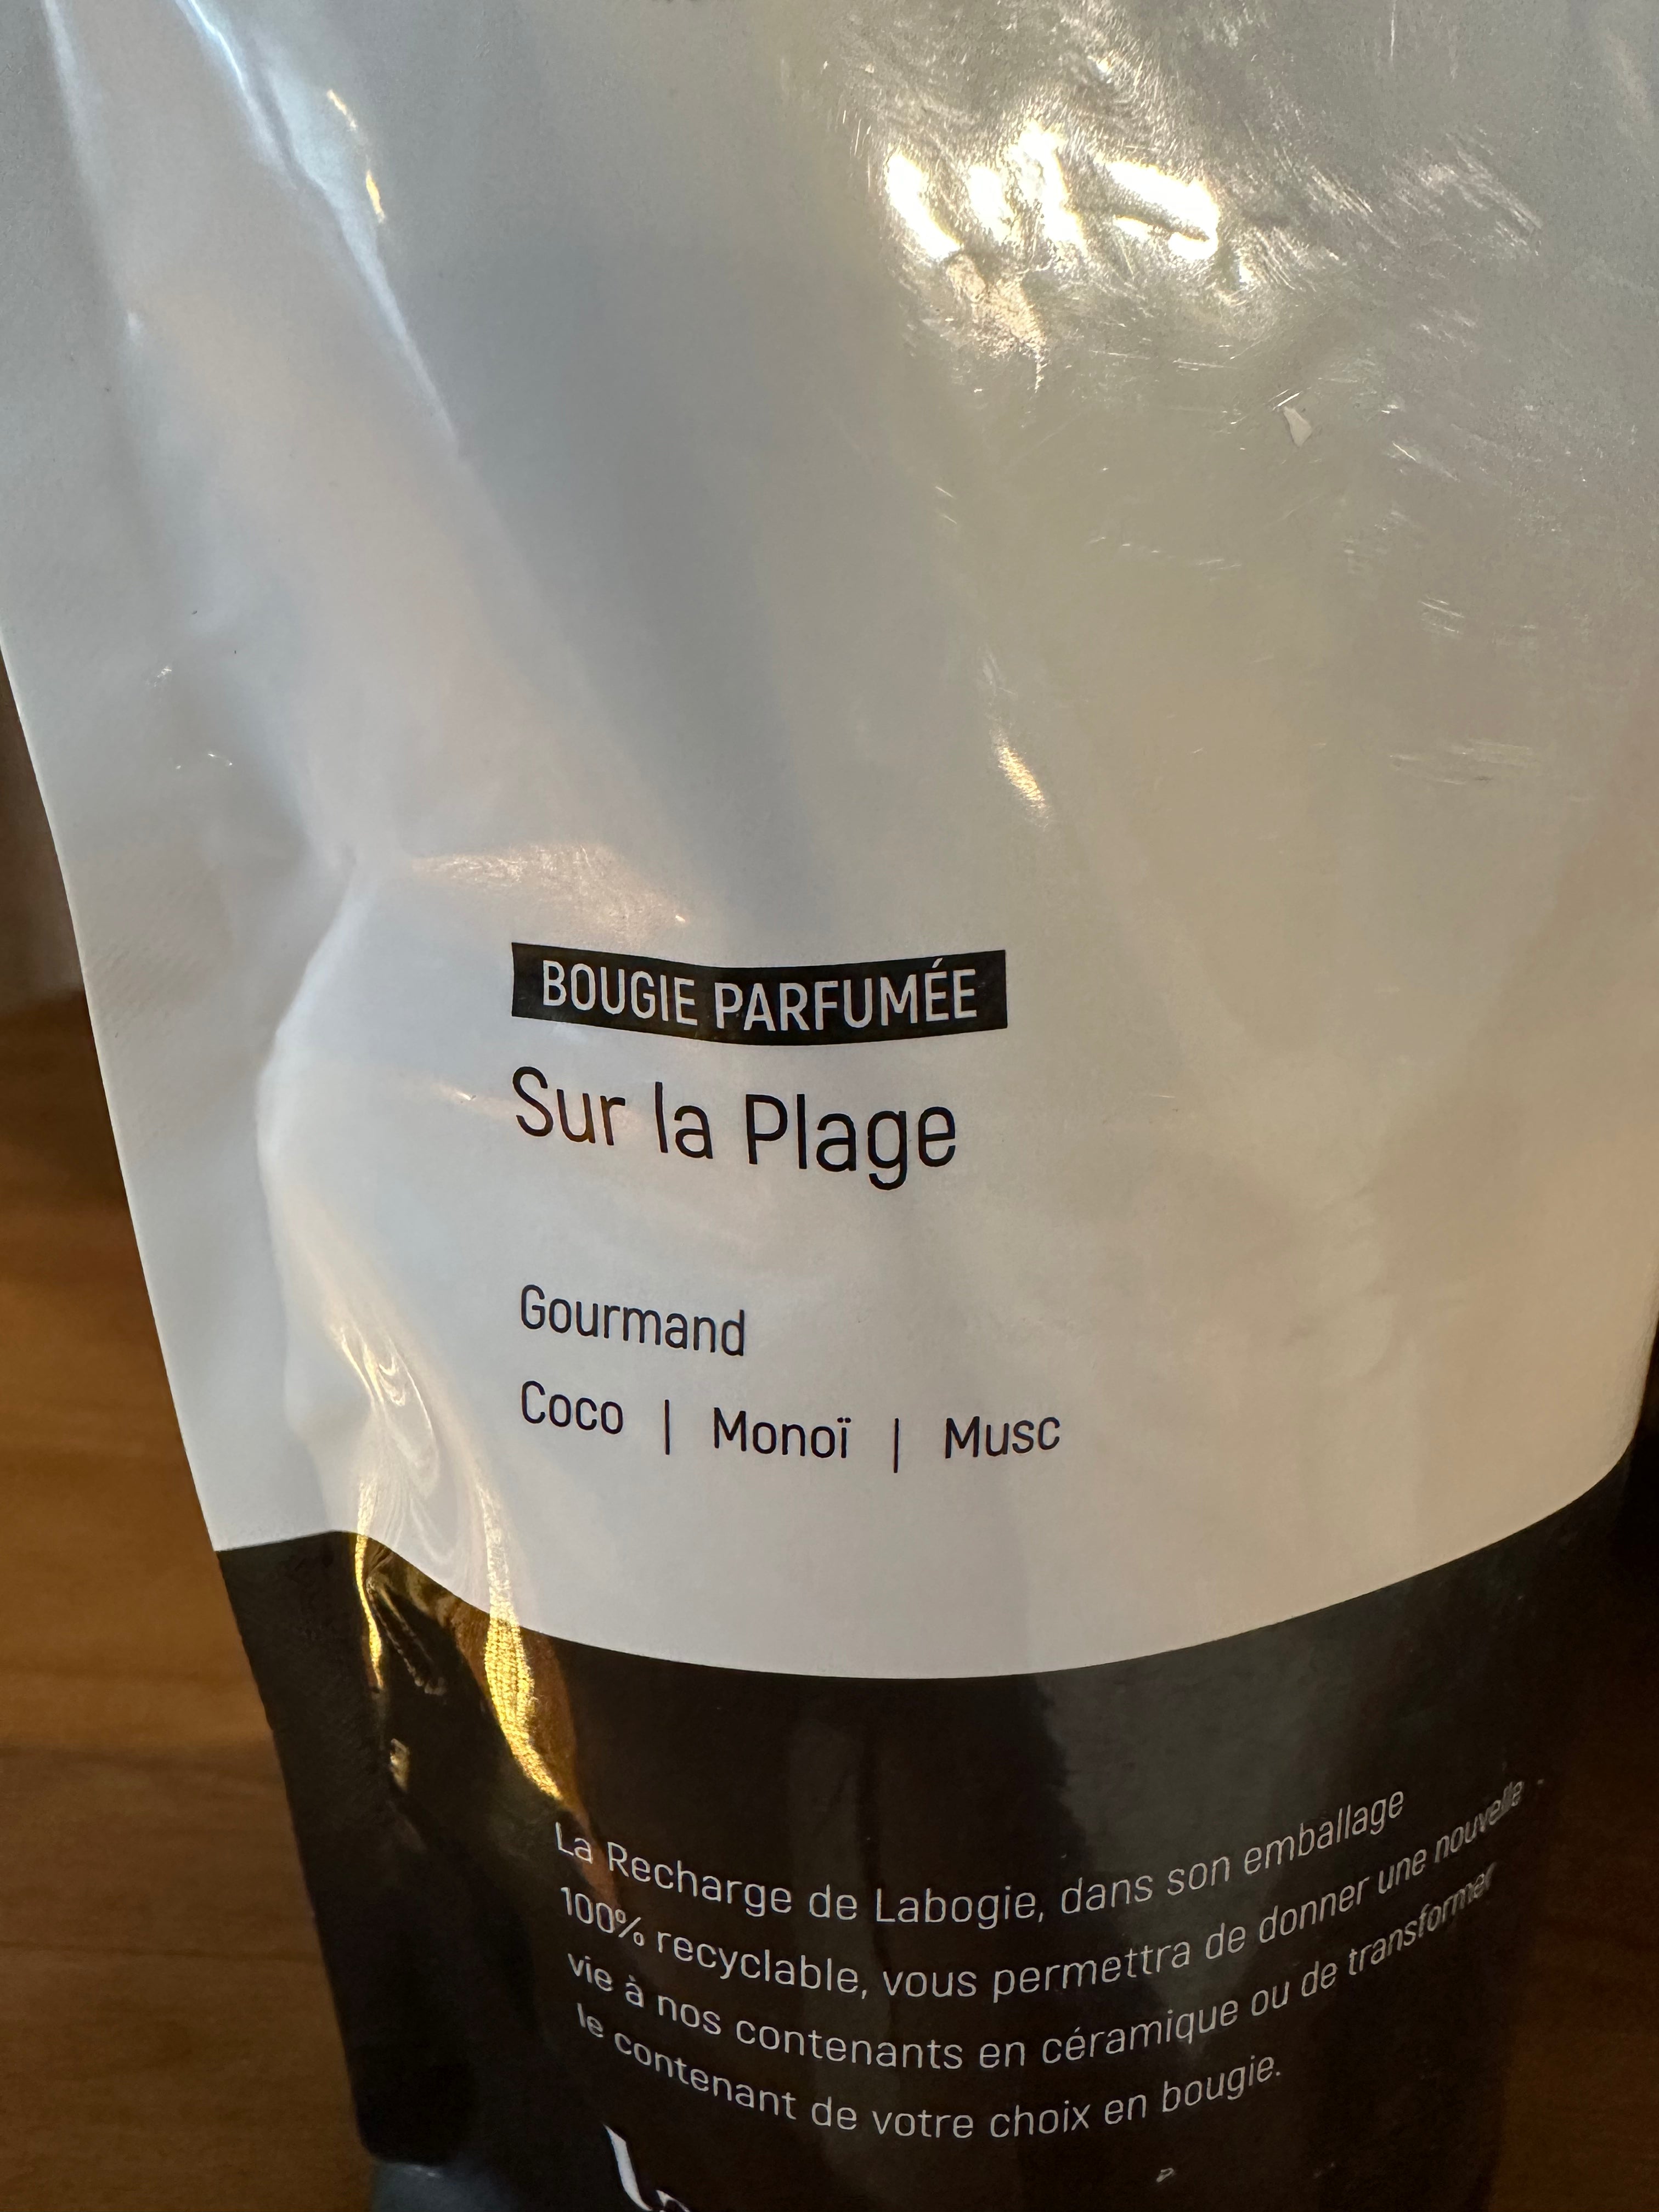 BOUGIE PARFUMÉE
Sur la Plage
Gourmand
Coco | Monoï | Musc
La Recharge de Labogie, dans son emballage
100% recyclable, vous permettra de donner une nouvelle
vie à nos contenants en céramique ou de transformer
le contenant de votre choix en bougie.